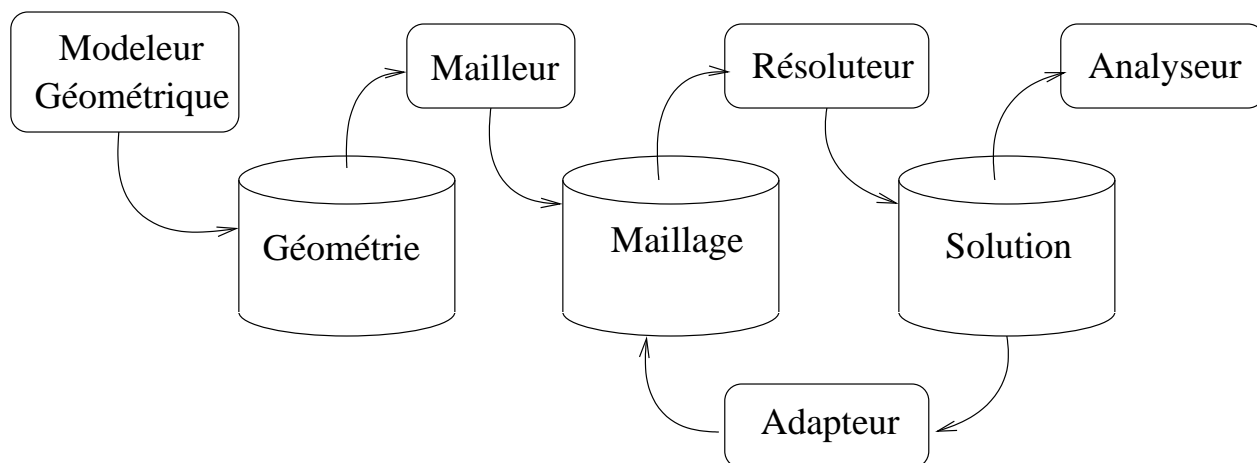 Modeleur
Géométrique
Mailleur
Résoluteur
Analyseur
Géométrie
Maillage
Solution
Adapteur